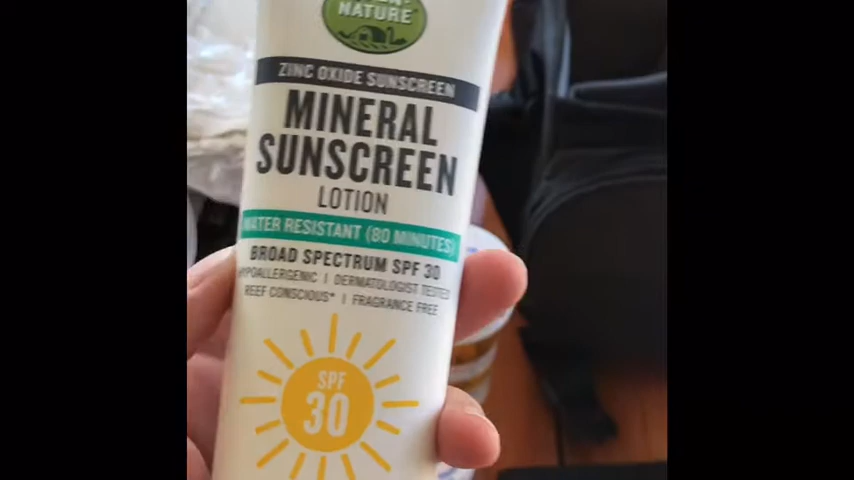 NATURE
ZINC OXIDE SUNSCREEN
MINERAL
SUNSCREEN
LOTION
WATER RESISTANT (80 MINUTES)
BROAD SPECTRUM SPF 30
HYPOALLERGENIC | DERMATOLOGIST TESTED
REEF CONSCIOUS* | FRAGRANCE FREE
SPF
30